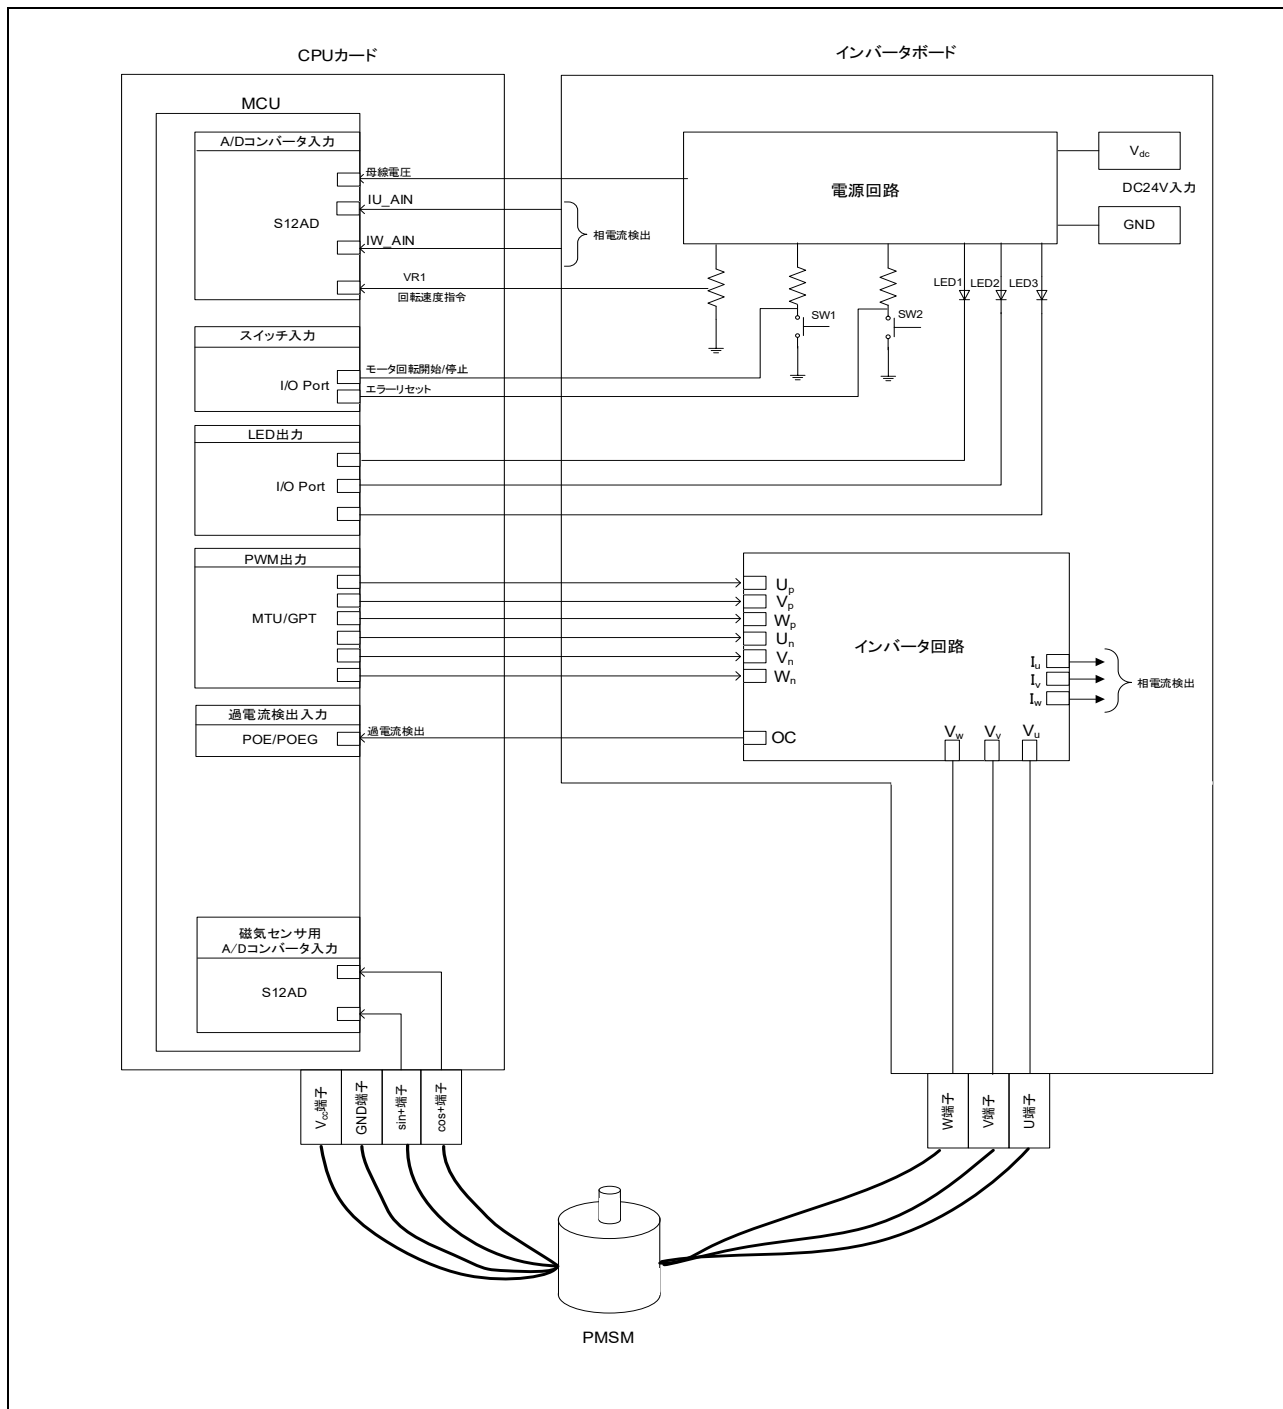 CPUカード
インバータボード
MCU
A/Dコンバータ入力
S12AD
母線電圧
IU_AIN
IW_AIN
相電流検出
VR1
回転速度指令
電源回路
Vdc
DC24V入力
GND
SW1
SW2
LED1
LED2
LED3
スイッチ入力
I/O Port
モータ回転開始/停止
エラーリセット
LED出力
I/O Port
PWM出力
MTU/GPT
Up
Vp
Wp
Un
Vn
Wn
インバータ回路
Iu
Iv
Iw
相電流検出
過電流検出入力
POE/POEG
過電流検出
OC
Vw
Vv
Vu
磁気センサ用
A/Dコンバータ入力
S12AD
Vcc端子
GND端子
sin+端子
cos+端子
W端子
V端子
U端子
PMSM